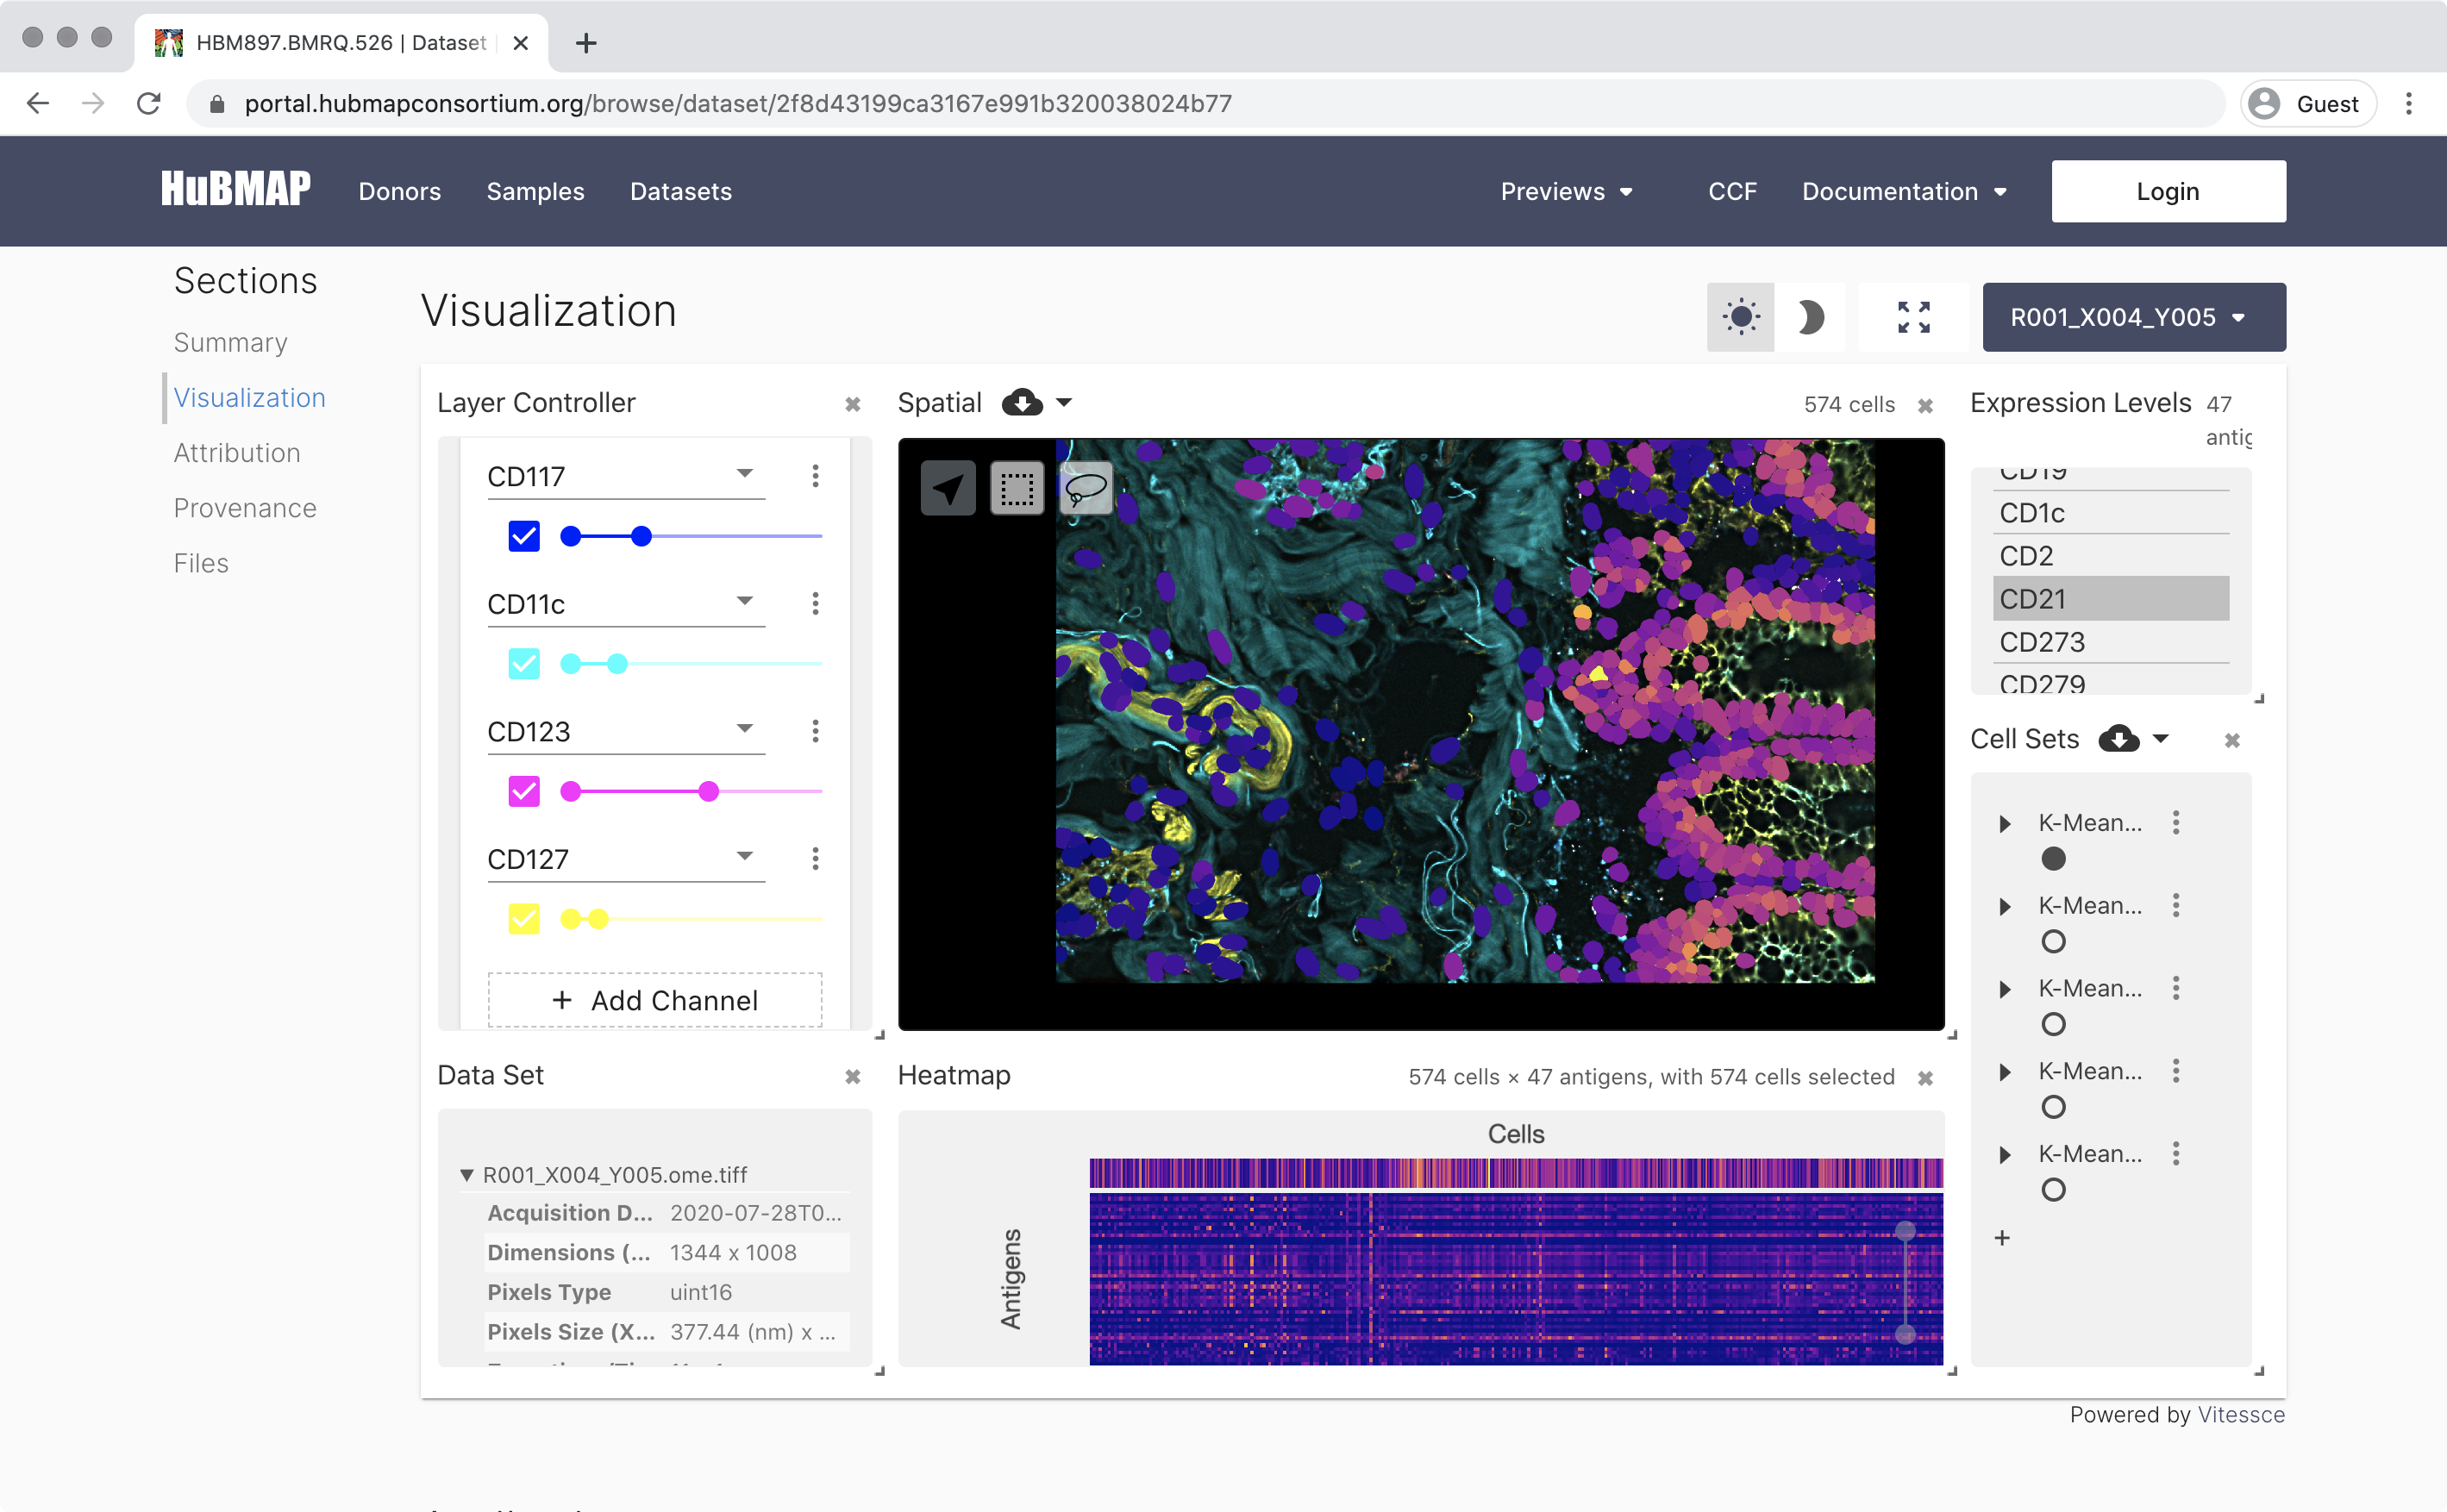 HBM897.BMRQ.526 | Dataset
portal.hubmapconsortium.org/browse/dataset/2f8d43199ca3167e991b320038024b77
Guest
HuBMAP
Donors
Samples
Datasets
Previews
CCF
Documentation
Login
Sections
Summary
Visualization
Attribution
Provenance
Files
Visualization
R001_X004_Y005
Layer Controller
CD117
CD11c
CD123
CD127
+ Add Channel
Spatial
574 cells
Expression Levels 47
antig
CD19
CD1c
CD2
CD21
CD273
CD279
Cell Sets
K-Mean...
K-Mean...
K-Mean...
K-Mean...
K-Mean...
+
Data Set
R001_X004_Y005.ome.tiff
Acquisition D... 2020-07-28T0...
Dimensions (... 1344 x 1008
Pixels Type uint16
Pixels Size (X... 377.44 (nm) x ...
Heatmap
574 cells × 47 antigens, with 574 cells selected
Cells
Antigens
Powered by Vitessce